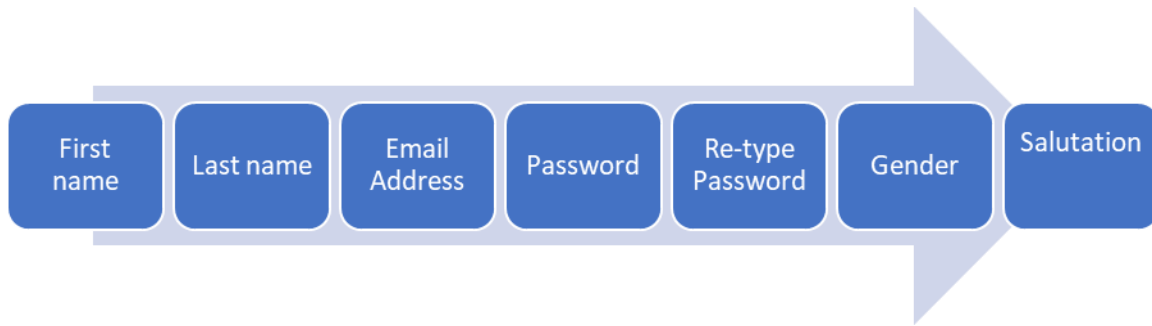 First
name
Last name
Email
Address
Password
Re-type
Password
Gender
Salutation